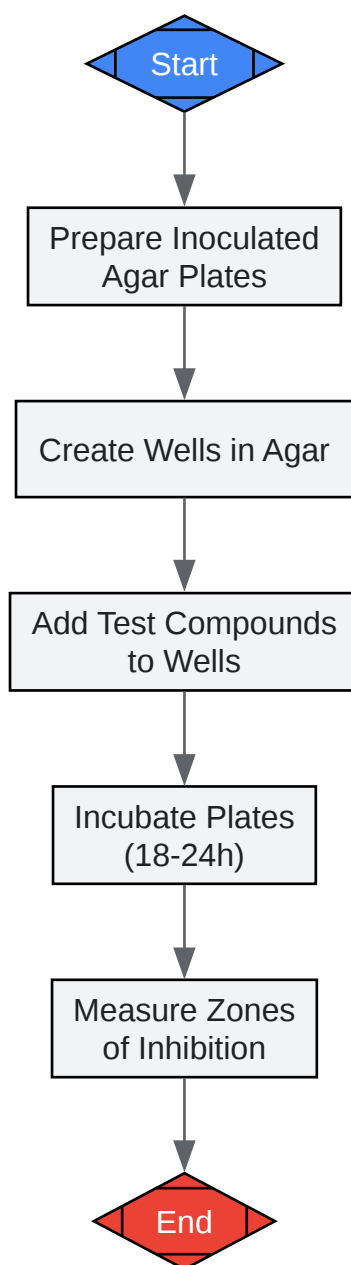 Start
Prepare Inoculated
Agar Plates
Create Wells in Agar
Add Test Compounds
to Wells
Incubate Plates
(18-24h)
Measure Zones
of Inhibition
End